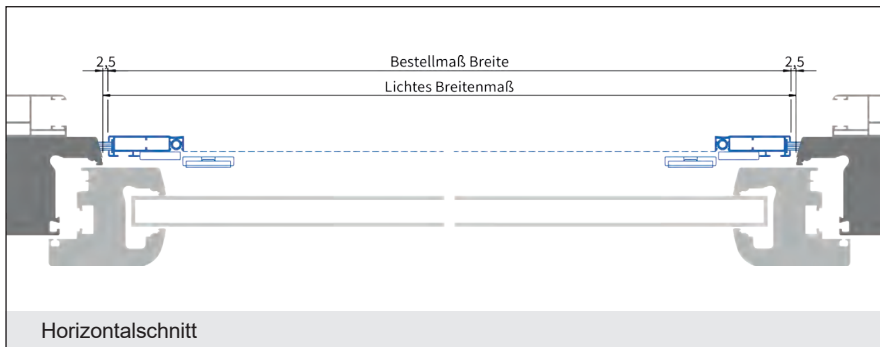 2,5 Bestellmaß Breite 2,5
Lichtes Breitenmaß
Horizontalschnitt